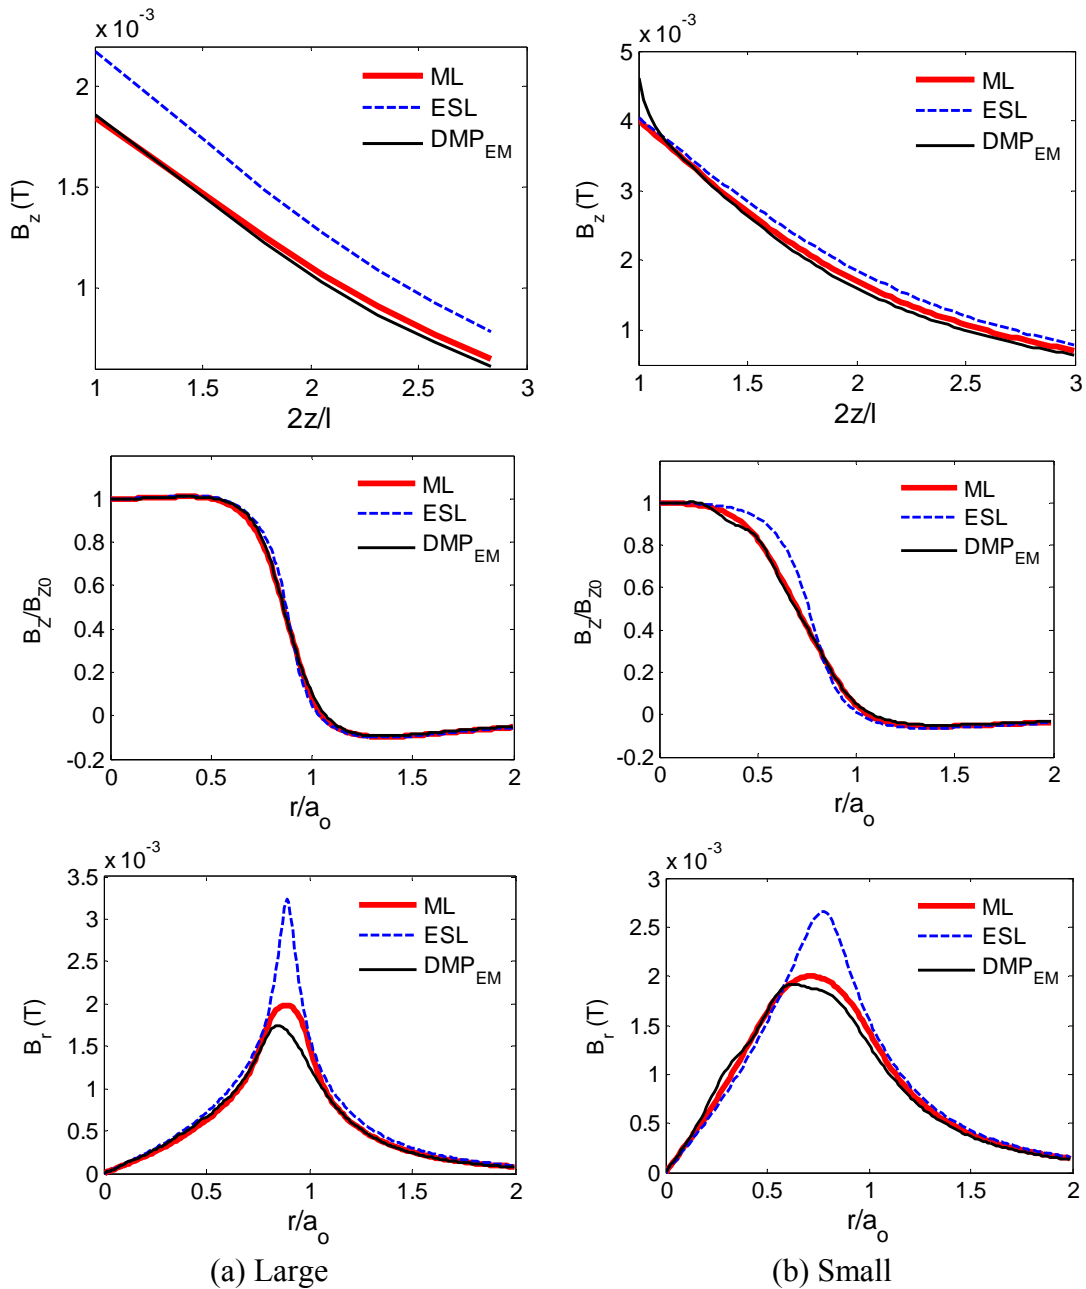 x 10⁻³
2
1.5
1
B_z (T)
1 1.5 2 2.5 3
2z/l
ML
ESL
DMP_EM
x 10⁻³
5
4
3
2
1
B_z (T)
1 1.5 2 2.5 3
2z/l
ML
ESL
DMP_EM
1
0.8
0.6
0.4
0.2
0
-0.2
B_Z/B_Z0
0 0.5 1 1.5 2
r/a_o
ML
ESL
DMP_EM
1
0.8
0.6
0.4
0.2
0
-0.2
B_Z/B_Z0
0 0.5 1 1.5 2
r/a_o
ML
ESL
DMP_EM
x 10⁻³
3.5
3
2.5
2
1.5
1
0.5
0
B_r (T)
0 0.5 1 1.5 2
r/a_o
ML
ESL
DMP_EM
x 10⁻³
3
2.5
2
1.5
1
0.5
0
B_r (T)
0 0.5 1 1.5 2
r/a_o
ML
ESL
DMP_EM
(a) Large
(b) Small